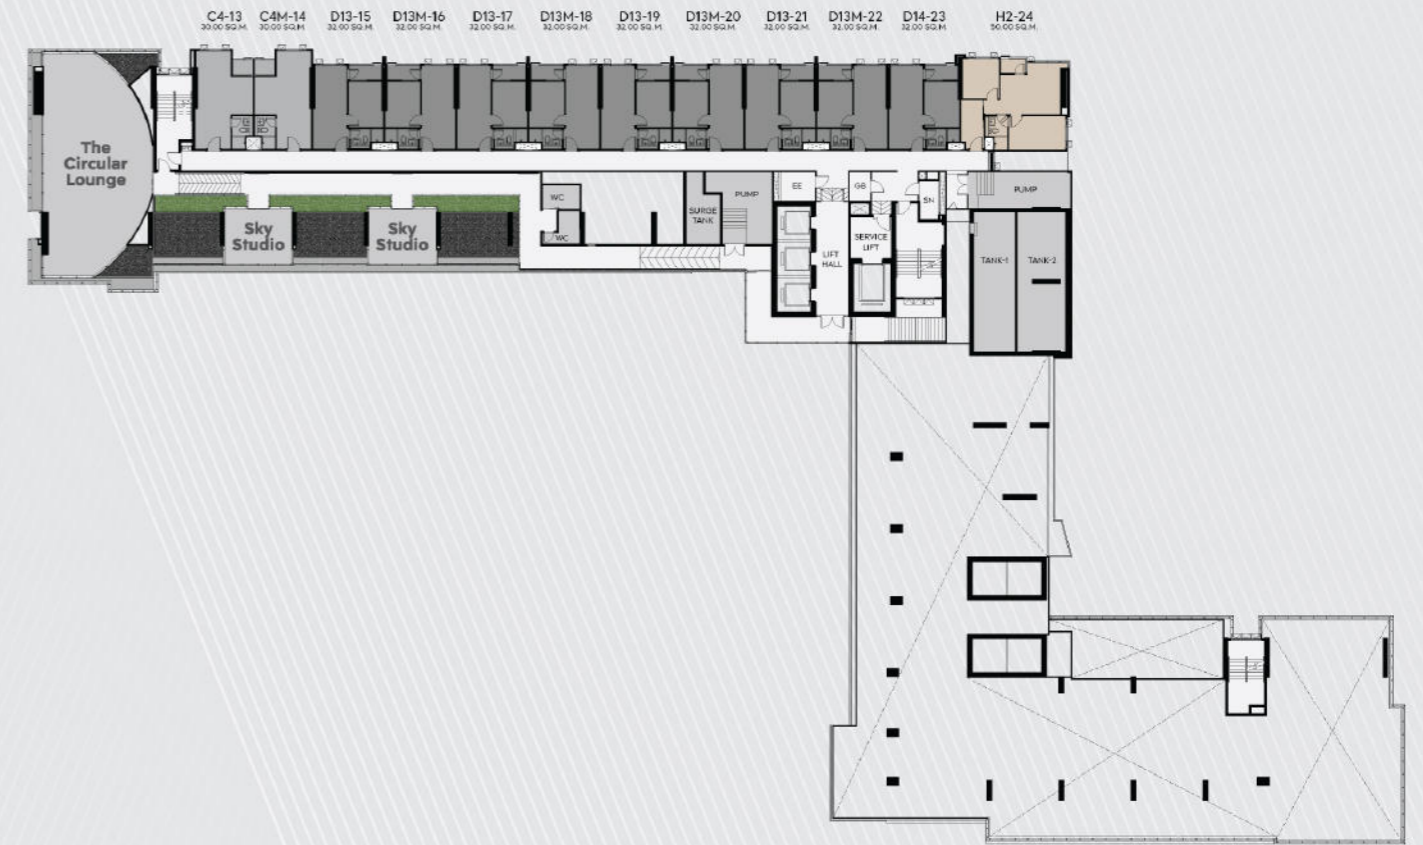 C4-13 C4M-14 D13-15 D13M-16 D13-17 D13M-18 D13-19 D13M-20 D13-21 D13M-22 D14-23 H2-24
30.00 SQ.M. 30.00 SQ.M. 32.00 SQ.M. 32.00 SQ.M. 32.00 SQ.M. 32.00 SQ.M. 32.00 SQ.M. 32.00 SQ.M. 32.00 SQ.M. 32.00 SQ.M. 32.00 SQ.M. 50.00 SQ.M.
The
Circular
Lounge
Sky
Studio
Sky
Studio
WC
WC
SURGE
TANK
PUMP
EE
LIFT
HALL
GB
SERVICE
LIFT
SN
PUMP
TANK-1
TANK-2